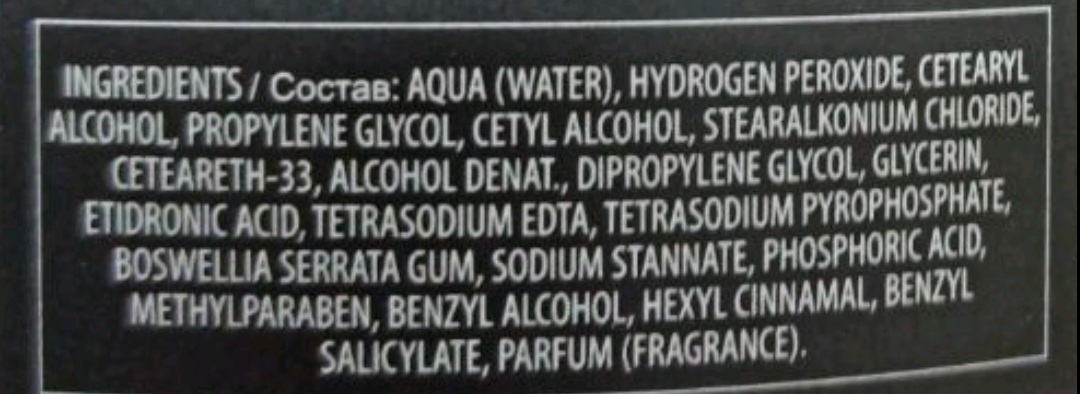 INGREDIENTS / Состав: AQUA (WATER), HYDROGEN PEROXIDE, CETEARYL
ALCOHOL, PROPYLENE GLYCOL, CETYL ALCOHOL, STEARALKONIUM CHLORIDE,
CETEARETH-33, ALCOHOL DENAT., DIPROPYLENE GLYCOL, GLYCERIN,
ETIDRONIC ACID, TETRASODIUM EDTA, TETRASODIUM PYROPHOSPHATE,
BOSWELLIA SERRATA GUM, SODIUM STANNATE, PHOSPHORIC ACID,
METHYLPARABEN, BENZYL ALCOHOL, HEXYL CINNAMAL, BENZYL
SALICYLATE, PARFUM (FRAGRANCE).